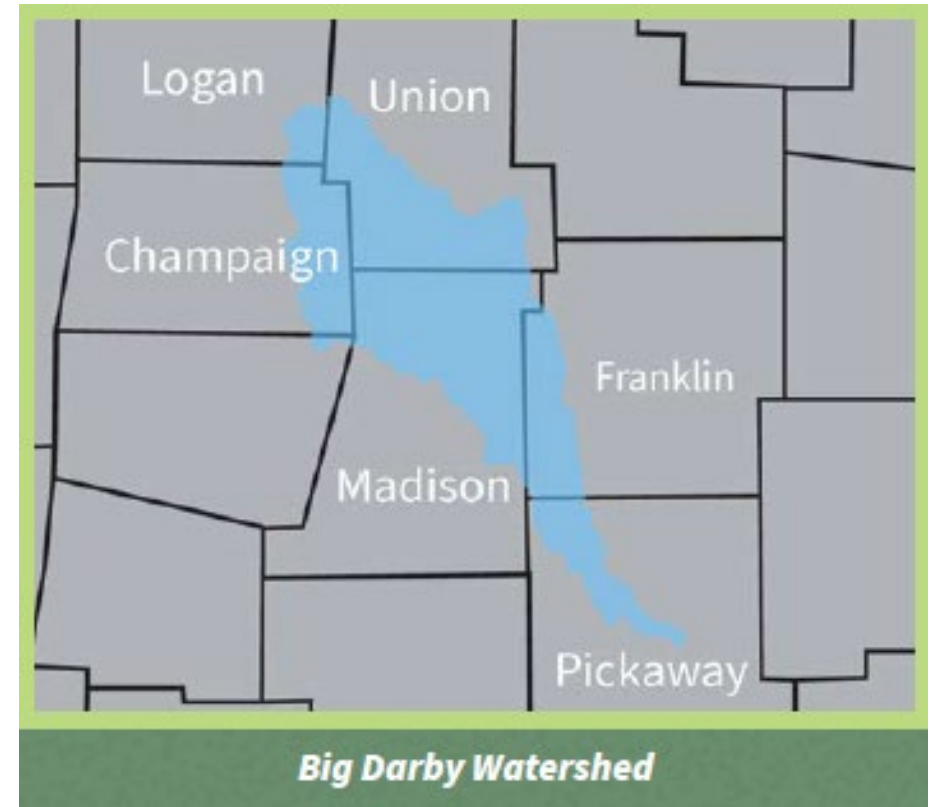 Logan
Union
Champaign
Franklin
Madison
Pickaway
Big Darby Watershed